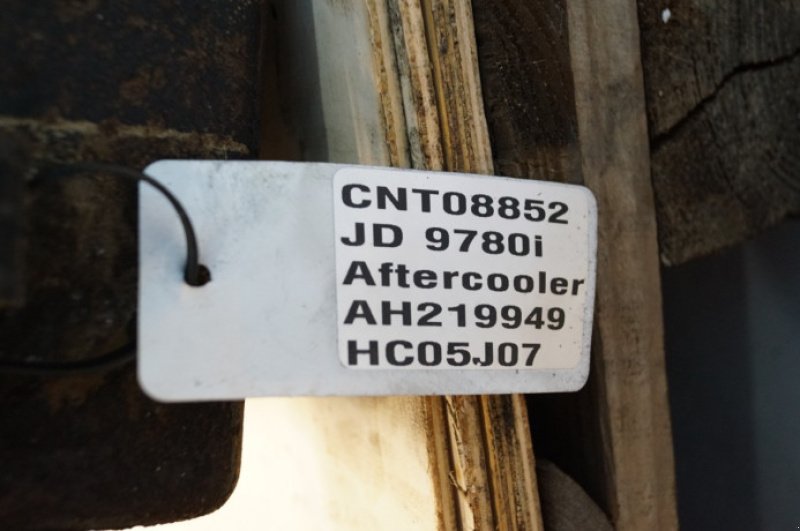 CNT08852
JD 9780i
Aftercooler
AH219949
HC05J07